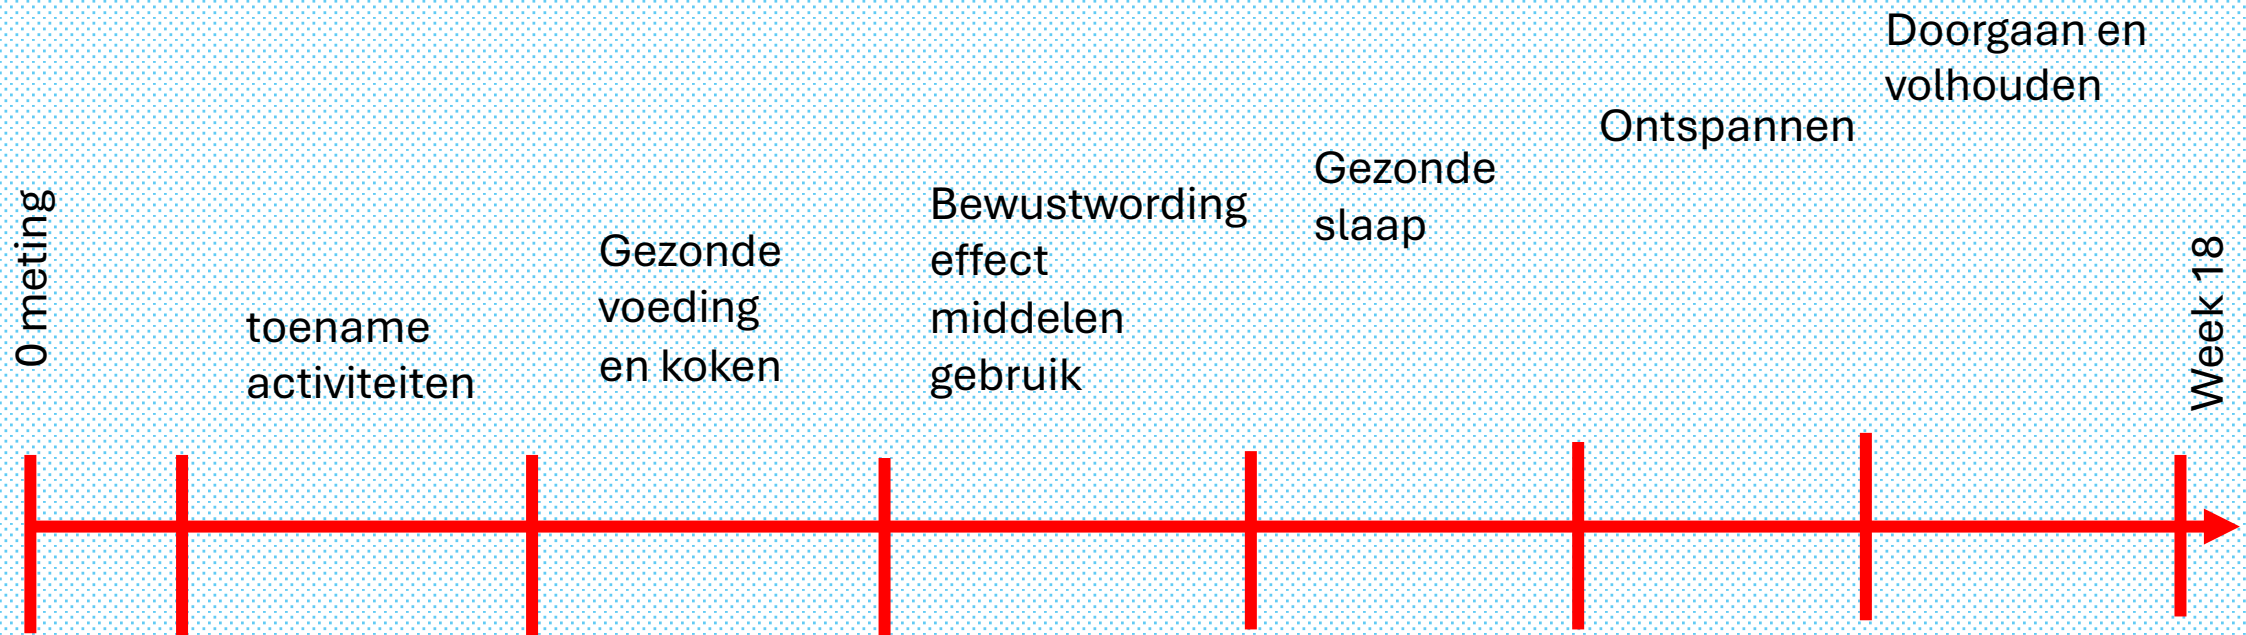 0 meting
toename
activiteiten
Gezonde
voeding
en koken
Bewustwording
effect
middelen
gebruik
Gezonde
slaap
Ontspannen
Doorgaan en
volhouden
Week 18